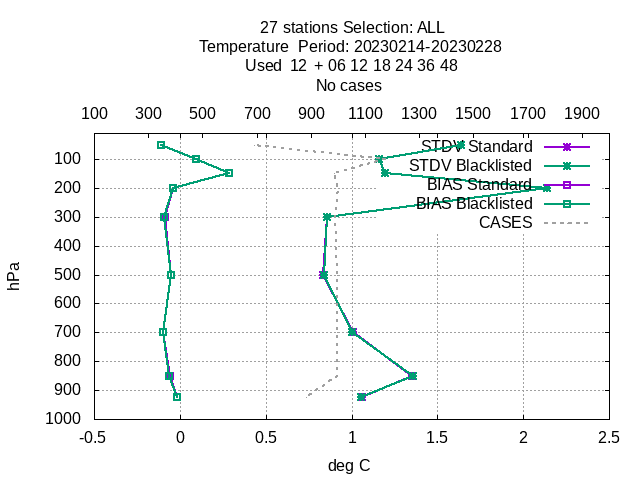 27 stations Selection: ALL
Temperature  Period: 20230214-20230228
Used  12  + 06 12 18 24 36 48
No cases
100 300 500 700 900 1100 1300 1500 1700 1900
STDV Standard
STDV Blacklisted
BIAS Standard
BIAS Blacklisted
CASES
100
200
300
400
500
600
700
800
900
1000
hPa
-0.5 0 0.5 1 1.5 2 2.5
deg C